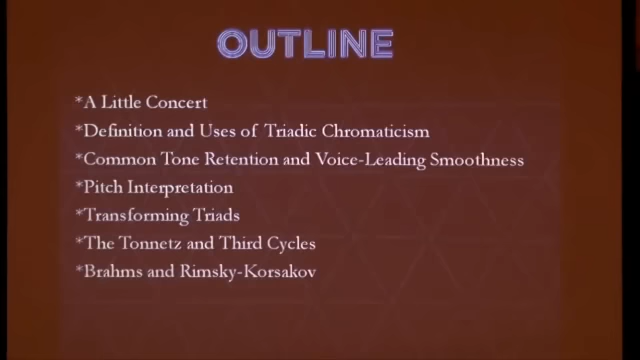 OUTLINE
*A Little Concert
*Definition and Uses of Triadic Chromaticism
*Common Tone Retention and Voice-Leading Smoothness
*Pitch Interpretation
*Transforming Triads
*The Tonnetz and Third Cycles
*Brahms and Rimsky-Korsakov